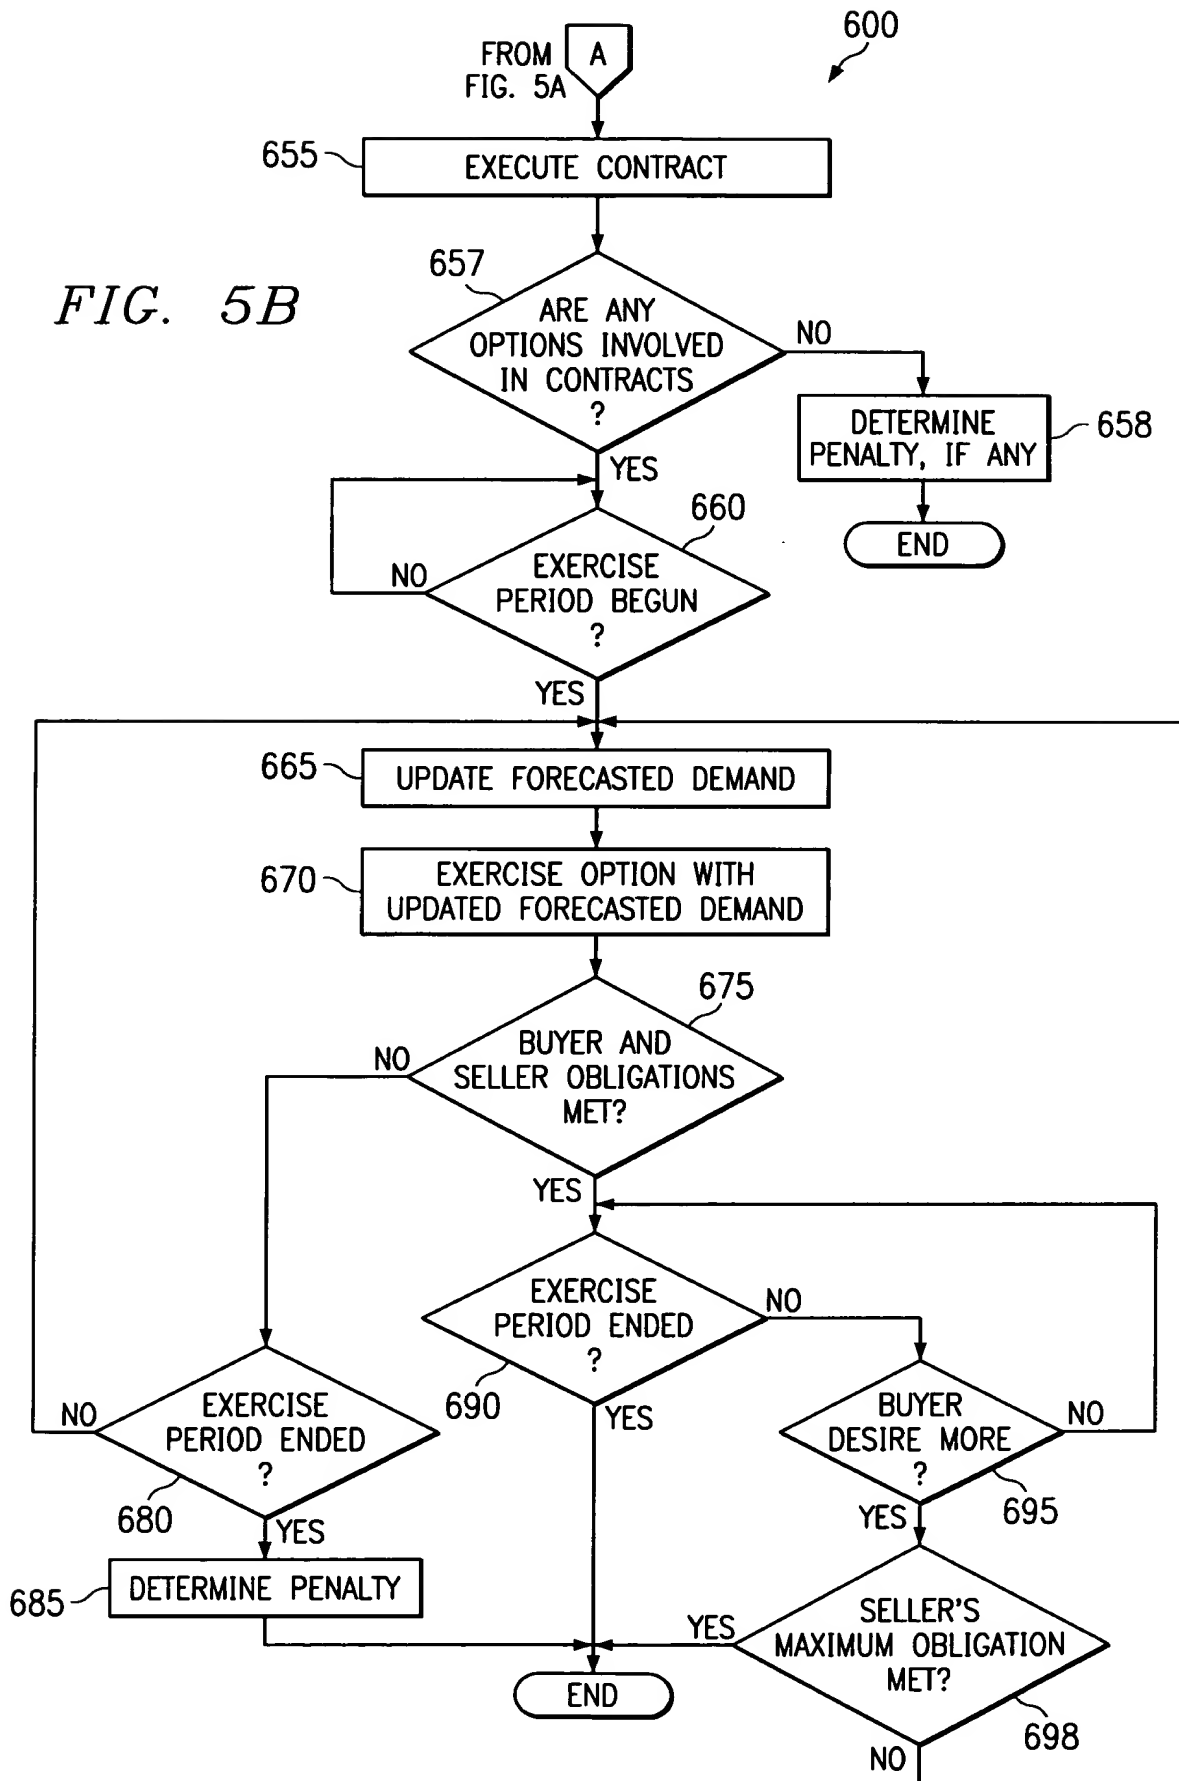 600
FROM
FIG. 5A
A
655
EXECUTE CONTRACT
FIG. 5B
657
ARE ANY
OPTIONS INVOLVED
IN CONTRACTS
?
NO
YES
DETERMINE
PENALTY, IF ANY
658
END
660
EXERCISE
PERIOD BEGUN
?
NO
YES
665
UPDATE FORECASTED DEMAND
670
EXERCISE OPTION WITH
UPDATED FORECASTED DEMAND
675
BUYER AND
SELLER OBLIGATIONS
MET?
NO
YES
EXERCISE
PERIOD ENDED
?
690
NO
YES
EXERCISE
PERIOD ENDED
?
680
NO
YES
BUYER
DESIRE MORE
?
695
NO
YES
685
DETERMINE PENALTY
SELLER'S
MAXIMUM OBLIGATION
MET?
698
YES
NO
END